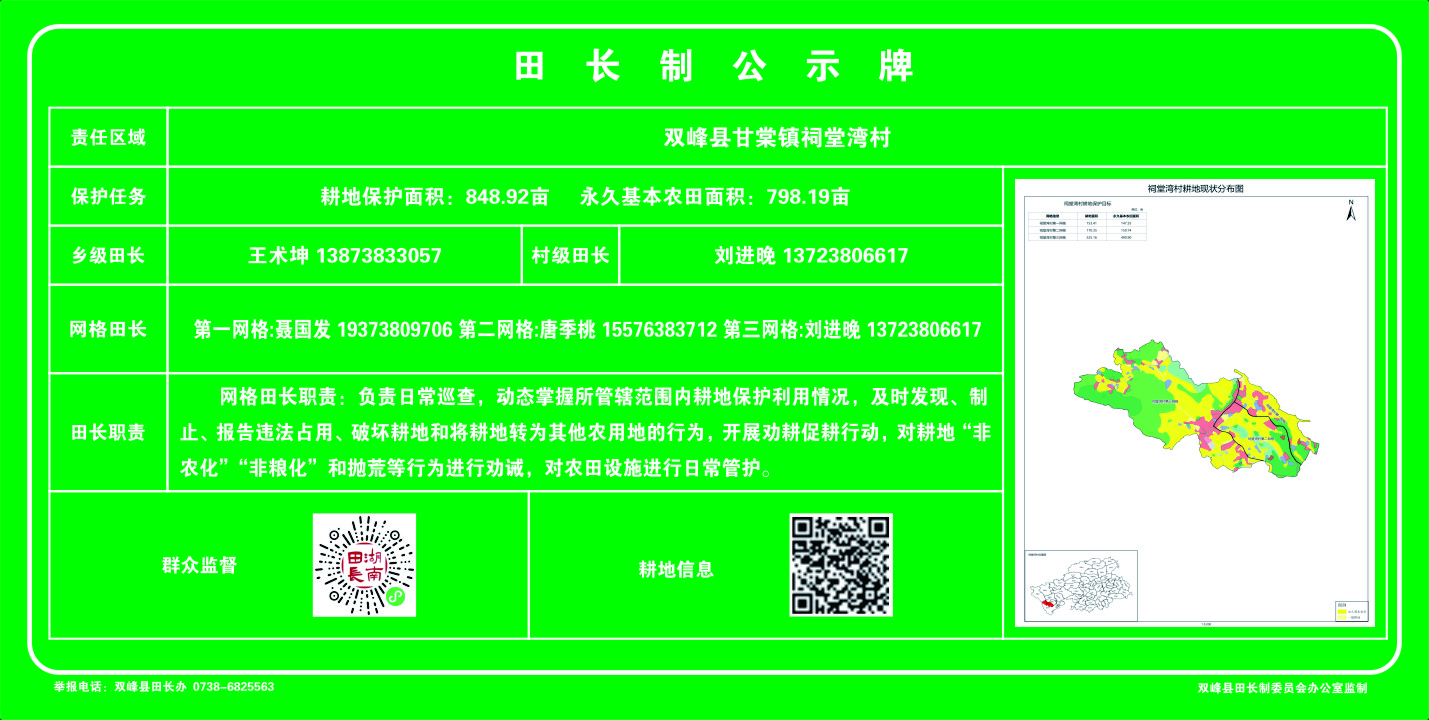 田长制公示牌
责任区域
双峰县甘棠镇祠堂湾村
保护任务
耕地保护面积：848.92亩 永久基本农田面积：798.19亩
乡级田长
王术坤 13873833057
村级田长
刘进晚 13723806617
网格田长
第一网格:聂国发 19373809706 第二网格:唐季桃 15576383712 第三网格:刘进晚 13723806617
田长职责
网格田长职责：负责日常巡查，动态掌握所管辖范围内耕地保护利用情况，及时发现、制
止、报告违法占用、破坏耕地和将耕地转为其他农用地的行为，开展劝耕促耕行动，对耕地“非
农化”“非粮化”和抛荒等行为进行劝诫，对农田设施进行日常管护。
群众监督
湖南
田長
耕地信息
祠堂湾村耕地现状分布图
N
祠堂湾村耕地保护目标
举报电话：双峰县田长办 0738-6825563
双峰县田长制委员会办公室监制